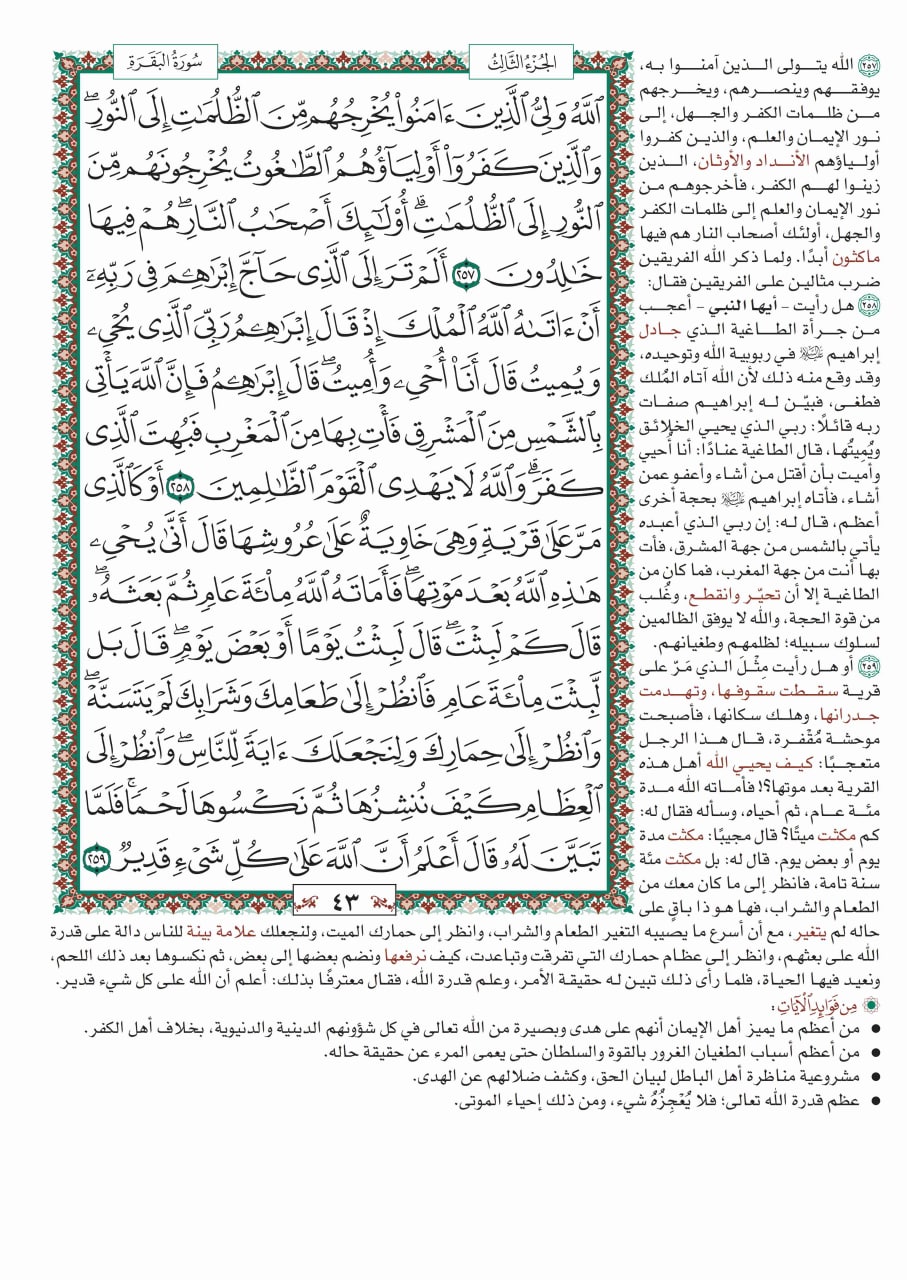 الجُزْءُ الثَّالِثُ
سُورَةُ البَقَرَةِ
ٱللَّهُ وَلِيُّ ٱلَّذِينَ ءَامَنُوا۟ يُخْرِجُهُم مِّنَ ٱلظُّلُمَٰتِ إِلَى ٱلنُّورِۖ
وَٱلَّذِينَ كَفَرُوٓا۟ أَوْلِيَآؤُهُمُ ٱلطَّٰغُوتُ يُخْرِجُونَهُم مِّنَ
ٱلنُّورِ إِلَى ٱلظُّلُمَٰتِۗ أُو۟لَٰٓئِكَ أَصْحَٰبُ ٱلنَّارِۖ هُمْ فِيهَا
خَٰلِدُونَ ٢٥٧ أَلَمْ تَرَ إِلَى ٱلَّذِى حَآجَّ إِبْرَٰهِـۧمَ فِى رَبِّهِۦٓ
أَنْ ءَاتَىٰهُ ٱللَّهُ ٱلْمُلْكَ إِذْ قَالَ إِبْرَٰهِـۧمُ رَبِّىَ ٱلَّذِى يُحْىِۦ
وَيُمِيتُ قَالَ أَنَا۠ أُحْىِۦ وَأُمِيتُۖ قَالَ إِبْرَٰهِـۧمُ فَإِنَّ ٱللَّهَ يَأْتِى
بِٱلشَّمْسِ مِنَ ٱلْمَشْرِقِ فَأْتِ بِهَا مِنَ ٱلْمَغْرِبِ فَبُهِتَ ٱلَّذِى
كَفَرَۗ وَٱللَّهُ لَا يَهْدِى ٱلْقَوْمَ ٱلظَّٰلِمِينَ ٢٥٨ أَوْ كَٱلَّذِى
مَرَّ عَلَىٰ قَرْيَةٍ وَهِىَ خَاوِيَةٌ عَلَىٰ عُرُوشِهَا قَالَ أَنَّىٰ يُحْىِۦ
هَٰذِهِ ٱللَّهُ بَعْدَ مَوْتِهَاۖ فَأَمَاتَهُ ٱللَّهُ مِا۟ئَةَ عَامٍ ثُمَّ بَعَثَهُۥۖ
قَالَ كَمْ لَبِثْتَۖ قَالَ لَبِثْتُ يَوْمًا أَوْ بَعْضَ يَوْمٍۖ قَالَ بَل
لَّبِثْتَ مِا۟ئَةَ عَامٍ فَٱنظُرْ إِلَىٰ طَعَامِكَ وَشَرَابِكَ لَمْ يَتَسَنَّهْۖ
وَٱنظُرْ إِلَىٰ حِمَارِكَ وَلِنَجْعَلَكَ ءَايَةً لِّلنَّاسِۖ وَٱنظُرْ إِلَى
ٱلْعِظَامِ كَيْفَ نُنشِزُهَا ثُمَّ نَكْسُوهَا لَحْمًاۚ فَلَمَّا
تَبَيَّنَ لَهُۥ قَالَ أَعْلَمُ أَنَّ ٱللَّهَ عَلَىٰ كُلِّ شَىْءٍ قَدِيرٌ ٢٥٩
٤٣
٢٥٧ الله يتولى الذين آمنوا به،
يوفقهم وينصرهم، ويخرجهم
من ظلمات الكفر والجهل، إلى
نور الإيمان والعلم، والذين كفروا
أولياؤهم الأنداد والأوثان، الذين
زينوا لهم الكفر، فأخرجوهم من
نور الإيمان والعلم إلى ظلمات الكفر
والجهل، أولئك أصحاب النار هم فيها
ماكثون أبدًا. ولما ذكر الله الفريقين
ضرب مثالين على الفريقين فقال:
٢٥٨ هل رأيت - أيها النبي - أعجب
من جرأة الطاغية الذي جادل
إبراهيم ﷺ في ربوبية الله وتوحيده،
وقد وقع منه ذلك لأن الله آتاه المُلك
فطغى، فبيّن له إبراهيم صفات
ربه قائلًا: ربي الذي يحيي الخلائق
ويُميتُها، قال الطاغية عنادًا: أنا أحيي
وأميت بأن أقتل من أشاء وأعفو عمن
أشاء، فأتاه إبراهيم ﷺ بحجة أخرى
أعظم، قال له: إن ربي الذي أعبده
يأتي بالشمس من جهة المشرق، فأت
بها أنت من جهة المغرب، فما كان من
الطاغية إلا أن تحيّر وانقطع، وغُلب
من قوة الحجة، والله لا يوفق الظالمين
لسلوك سبيله؛ لظلمهم وطغيانهم.
٢٥٩ أو هل رأيت مِثْلَ الذي مَرّ على
قرية سقطت سقوفها، وتهدمت
جدرانها، وهلك سكانها، فأصبحت
موحشة مُقْفرة، قال هذا الرجل
متعجبًا: كيف يحيي الله أهل هذه
القرية بعد موتها؟! فأماته الله مدة
مئة عام، ثم أحياه، وسأله فقال له:
كم مكثت ميتًا؟ قال مجيبًا: مكثت مدة
يوم أو بعض يوم. قال له: بل مكثت مئة
سنة تامة، فانظر إلى ما كان معك من
الطعام والشراب، فها هو ذا باقٍ على
حاله لم يتغير، مع أن أسرع ما يصيبه التغير الطعام والشراب، وانظر إلى حمارك الميت، ولنجعلك علامة بينة للناس دالة على قدرة
الله على بعثهم، وانظر إلى عظام حمارك التي تفرقت وتباعدت، كيف نرفعها ونضم بعضها إلى بعض، ثم نكسوها بعد ذلك اللحم،
ونعيد فيها الحياة، فلما رأى ذلك تبين له حقيقة الأمر، وعلم قدرة الله، فقال معترفًا بذلك: أعلم أن الله على كل شيء قدير.
مِن فَوَائِدِ الآيَاتِ:
• من أعظم ما يميز أهل الإيمان أنهم على هدى وبصيرة من الله تعالى في كل شؤونهم الدينية والدنيوية، بخلاف أهل الكفر.
• من أعظم أسباب الطغيان الغرور بالقوة والسلطان حتى يعمى المرء عن حقيقة حاله.
• مشروعية مناظرة أهل الباطل لبيان الحق، وكشف ضلالهم عن الهدى.
• عظم قدرة الله تعالى؛ فلا يُعْجِزُهُ شيء، ومن ذلك إحياء الموتى.